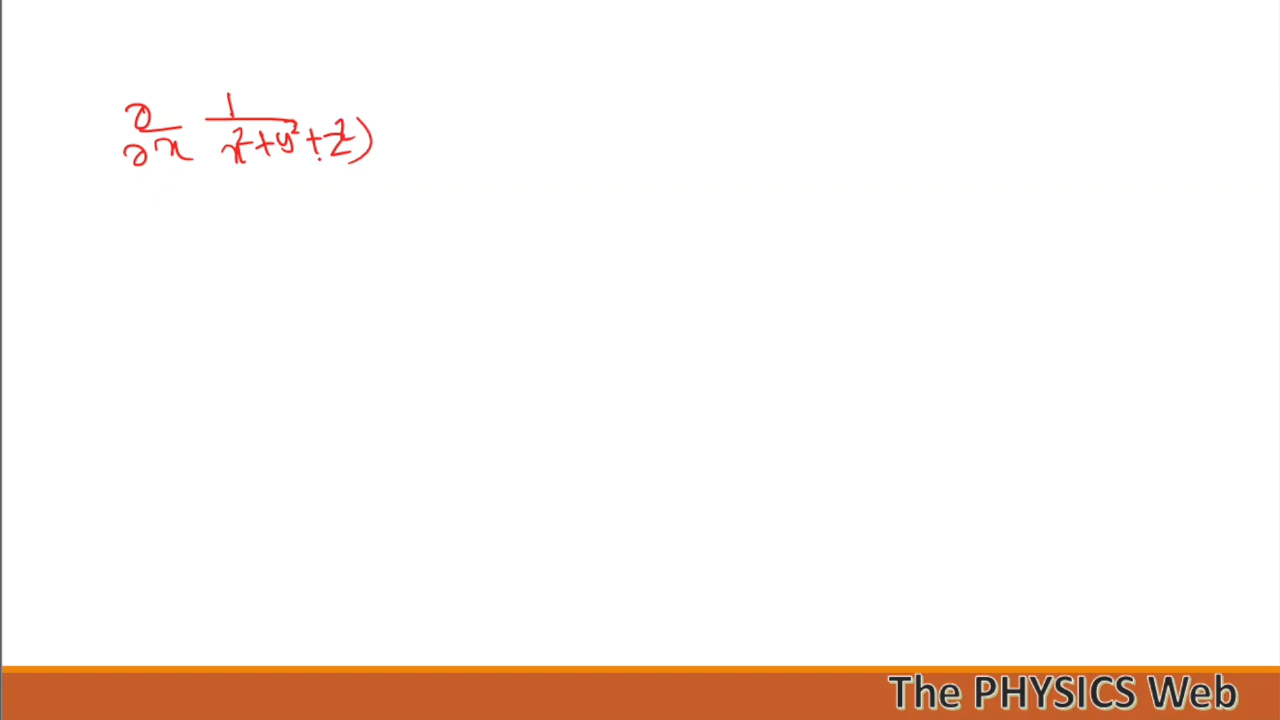 ∂/∂x 1/(x²+y²+z²)
The PHYSICS Web